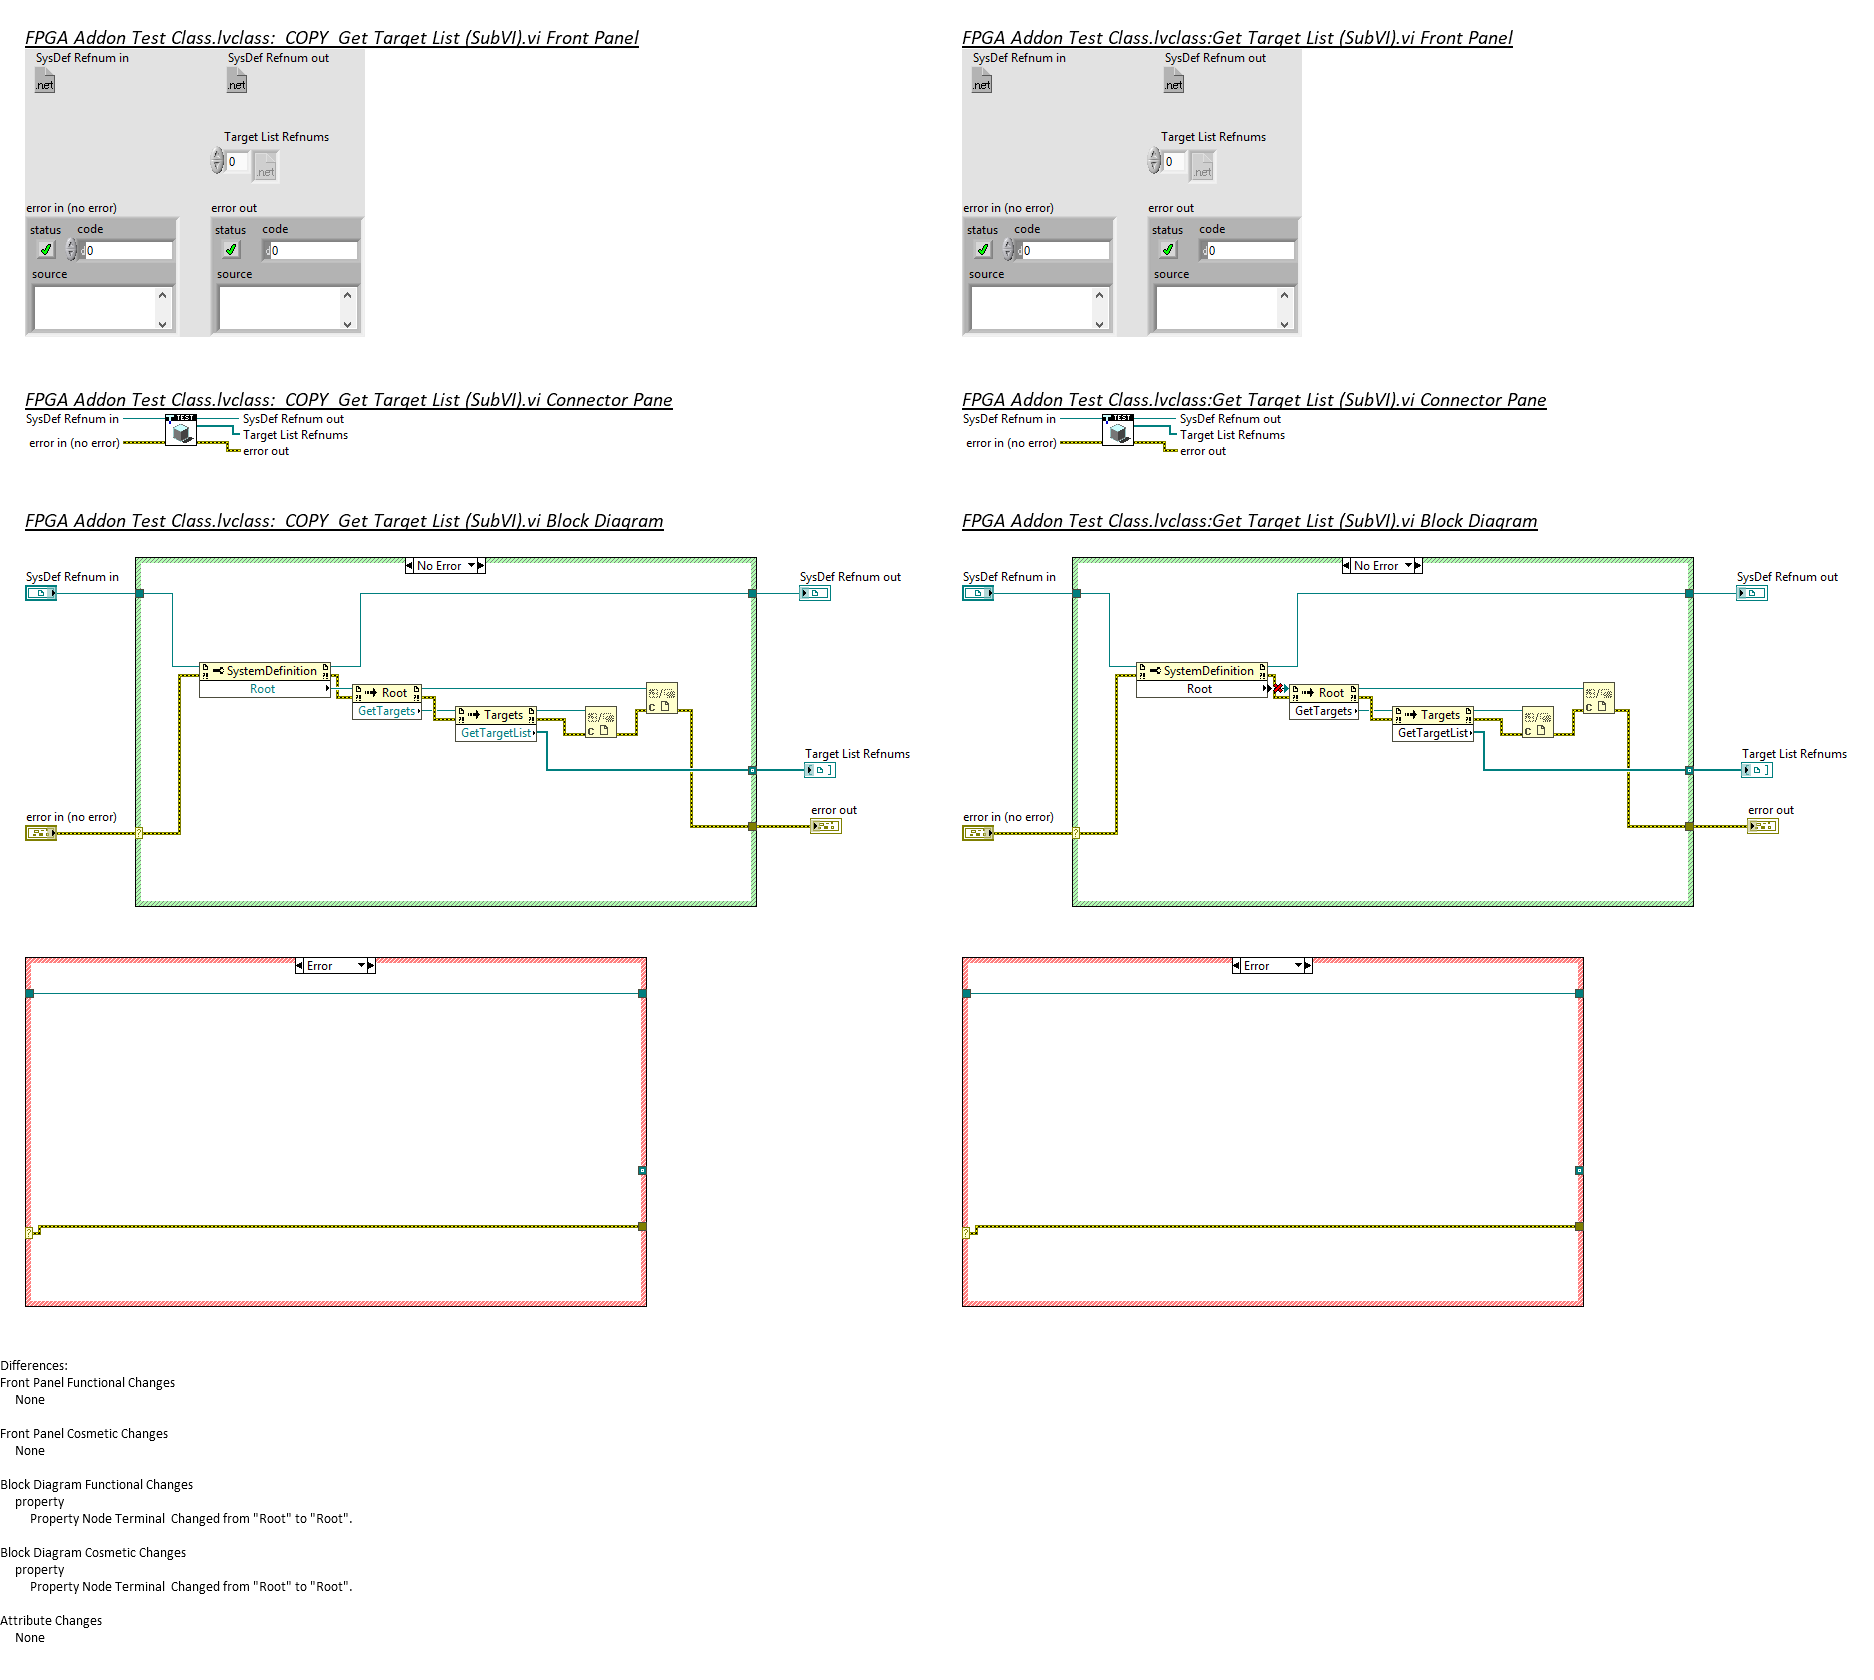 FPGA Addon Test Class.lvclass:  COPY  Get Target List (SubVI).vi Front Panel
SysDef Refnum in
SysDef Refnum out
.net
.net
Target List Refnums
0
.net
error in (no error)
error out
status
code
status
code
0
0
source
source
FPGA Addon Test Class.lvclass:Get Target List (SubVI).vi Front Panel
SysDef Refnum in
SysDef Refnum out
.net
.net
Target List Refnums
0
.net
error in (no error)
error out
status
code
status
code
0
0
source
source
FPGA Addon Test Class.lvclass:  COPY  Get Target List (SubVI).vi Connector Pane
SysDef Refnum in
TEST
SysDef Refnum out
Target List Refnums
error in (no error)
error out
FPGA Addon Test Class.lvclass:Get Target List (SubVI).vi Connector Pane
SysDef Refnum in
TEST
SysDef Refnum out
Target List Refnums
error in (no error)
error out
FPGA Addon Test Class.lvclass:  COPY  Get Target List (SubVI).vi Block Diagram
No Error
SysDef Refnum in
SysDef Refnum out
SystemDefinition
Root
Root
GetTargets
Targets
GetTargetList
C
C
Target List Refnums
error out
error in (no error)
?
FPGA Addon Test Class.lvclass:Get Target List (SubVI).vi Block Diagram
No Error
SysDef Refnum in
SysDef Refnum out
SystemDefinition
Root
Root
GetTargets
Targets
GetTargetList
C
C
Target List Refnums
error out
error in (no error)
?
Error
?
Error
?
Differences:
Front Panel Functional Changes
None
Front Panel Cosmetic Changes
None
Block Diagram Functional Changes
property
Property Node Terminal  Changed from "Root" to "Root".
Block Diagram Cosmetic Changes
property
Property Node Terminal  Changed from "Root" to "Root".
Attribute Changes
None